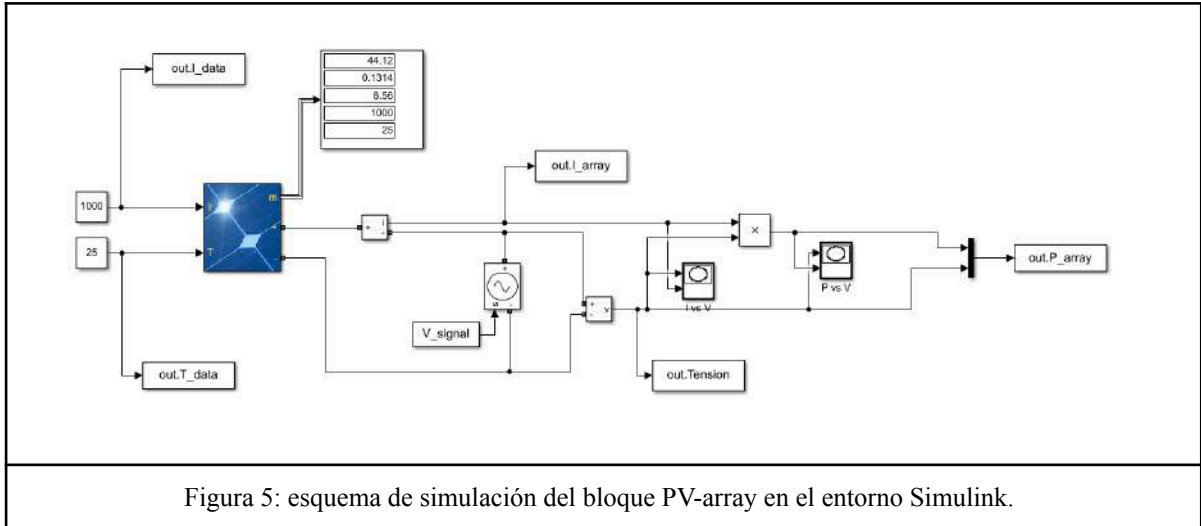 out.I_data
44.12
0.1314
8.56
1000
25
out.I_array
1000
Ir
m
+
+
i
-
×
25
T
-
+
s
-
+
-
v
I vs V
P vs V
out.P_array
V_signal
out.T_data
out.Tension
Figura 5: esquema de simulación del bloque PV-array en el entorno Simulink.